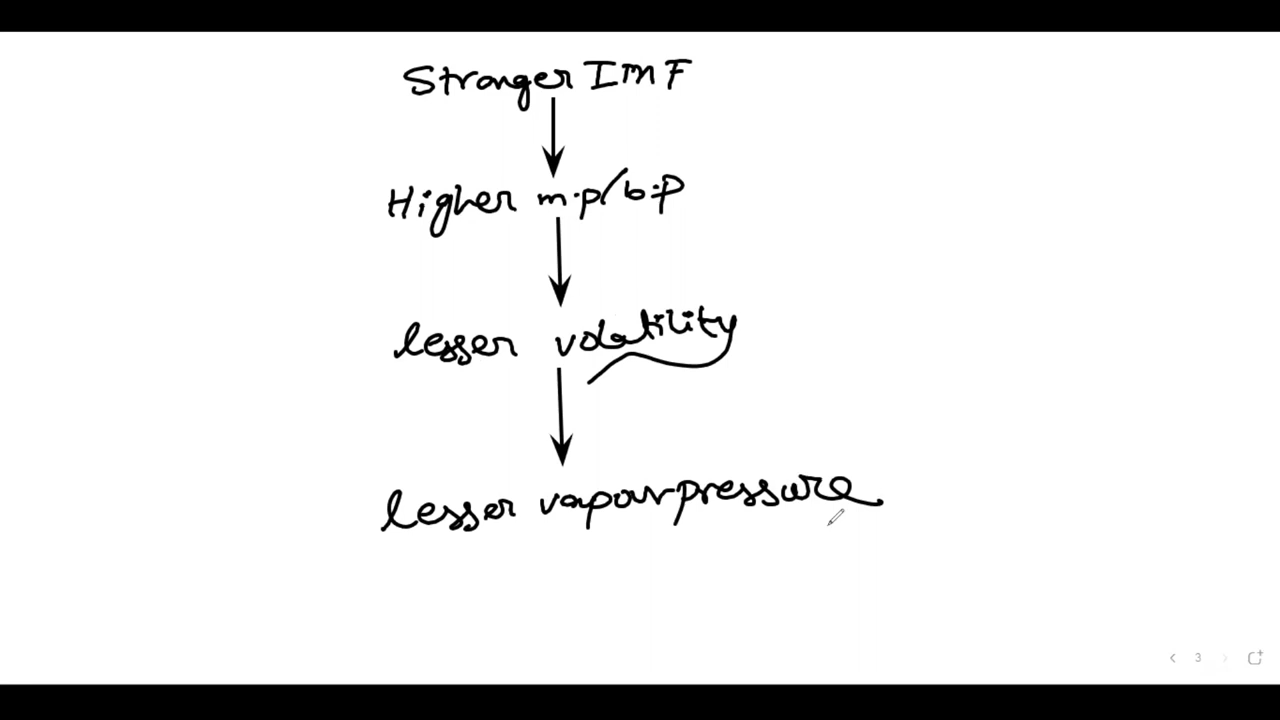 Stronger IMF
Higher m.p/b.p
lesser volatility
lesser vapour pressure
3